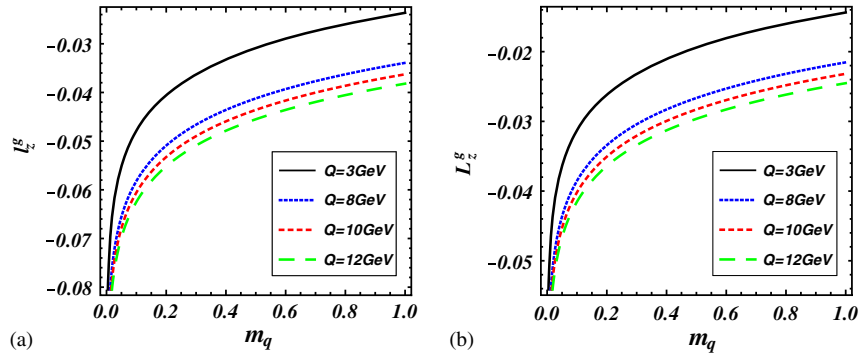 l_z^g
-0.03
-0.04
-0.05
-0.06
-0.07
-0.08
Q=3GeV
Q=8GeV
Q=10GeV
Q=12GeV
0.0 0.2 0.4 0.6 0.8 1.0
(a)
m_q
L_z^g
-0.02
-0.03
-0.04
-0.05
Q=3GeV
Q=8GeV
Q=10GeV
Q=12GeV
0.0 0.2 0.4 0.6 0.8 1.0
(b)
m_q